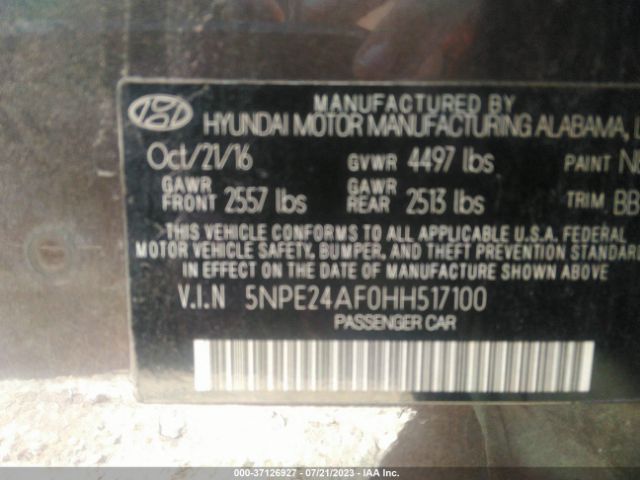 MANUFACTURED BY
HYUNDAI MOTOR MANUFACTURING ALABAMA,
Oct/21/16 GVWR 4497 lbs PAINT
GAWR FRONT 2557 lbs GAWR REAR 2513 lbs TRIM BB
THIS VEHICLE CONFORMS TO ALL APPLICABLE U.S.A. FEDERAL
MOTOR VEHICLE SAFETY, BUMPER, AND THEFT PREVENTION STANDARD
IN EFFECT ON THE DATE OF MANUFACTURE SHOWN ABOVE
V.I.N 5NPE24AF0HH517100
PASSENGER CAR
000-37126927 - 07/21/2023 - IAA Inc.